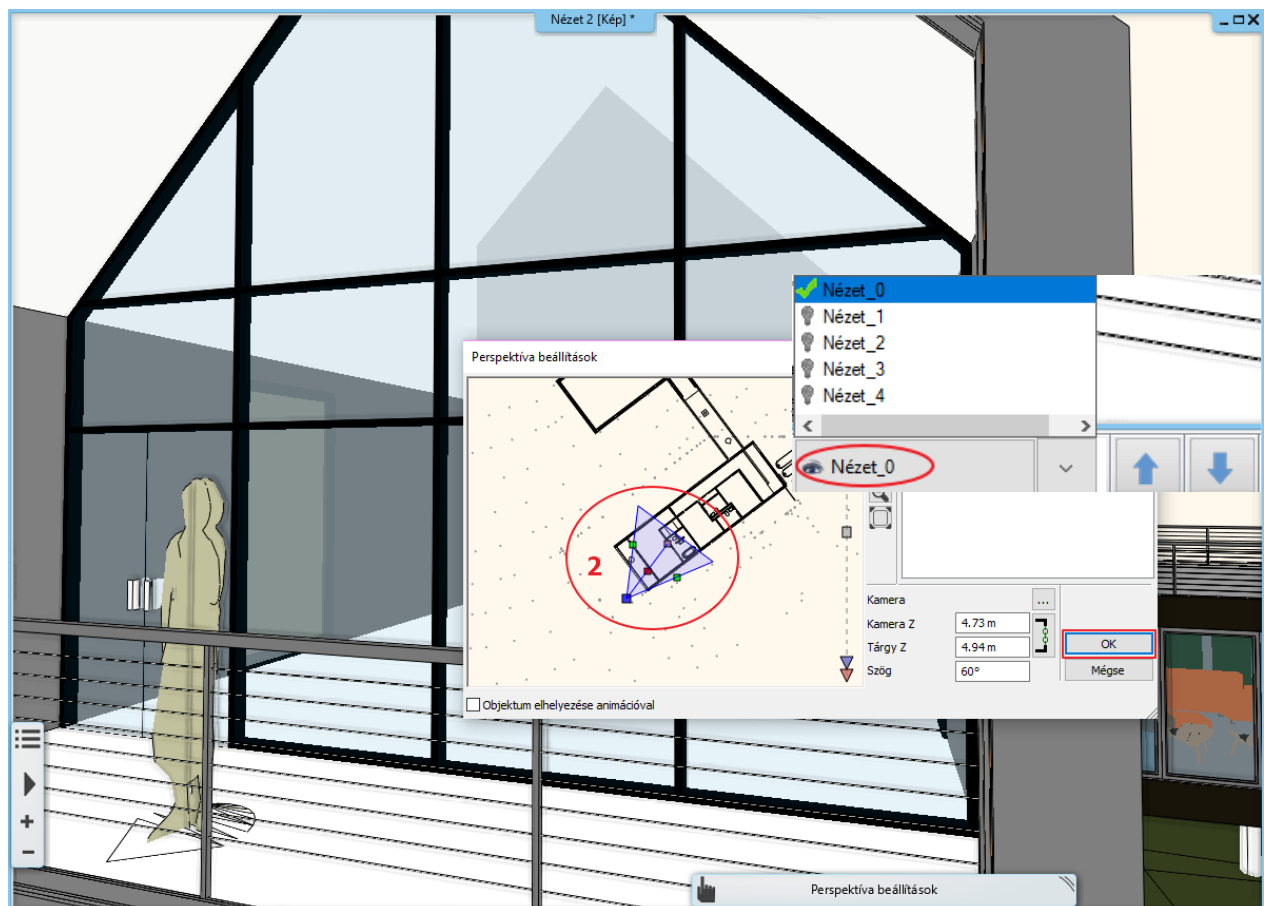 Nézet 2 [Kép] *
Nézet_0
Nézet_1
Nézet_2
Nézet_3
Nézet_4
Nézet_0
Perspektíva beállítások
2
Kamera
...
Kamera Z
4.73 m
Tárgy Z
4.94 m
Szög
60°
OK
Mégse
Objektum elhelyezése animációval
Perspektíva beállítások